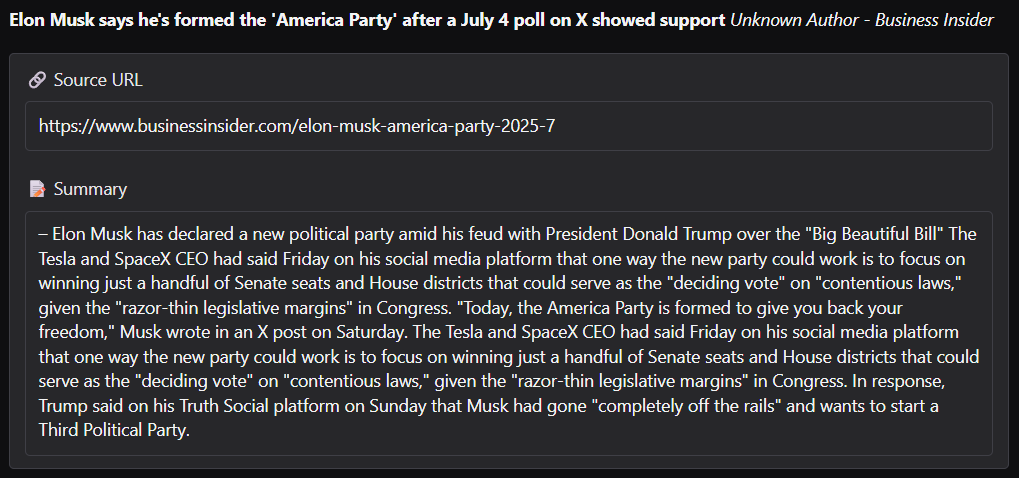 Elon Musk says he's formed the 'America Party' after a July 4 poll on X showed support Unknown Author - Business Insider
Source URL
https://www.businessinsider.com/elon-musk-america-party-2025-7
Summary
– Elon Musk has declared a new political party amid his feud with President Donald Trump over the "Big Beautiful Bill" The
Tesla and SpaceX CEO had said Friday on his social media platform that one way the new party could work is to focus on
winning just a handful of Senate seats and House districts that could serve as the "deciding vote" on "contentious laws,"
given the "razor-thin legislative margins" in Congress. "Today, the America Party is formed to give you back your
freedom," Musk wrote in an X post on Saturday. The Tesla and SpaceX CEO had said Friday on his social media platform
that one way the new party could work is to focus on winning just a handful of Senate seats and House districts that could
serve as the "deciding vote" on "contentious laws," given the "razor-thin legislative margins" in Congress. In response,
Trump said on his Truth Social platform on Sunday that Musk had gone "completely off the rails" and wants to start a
Third Political Party.